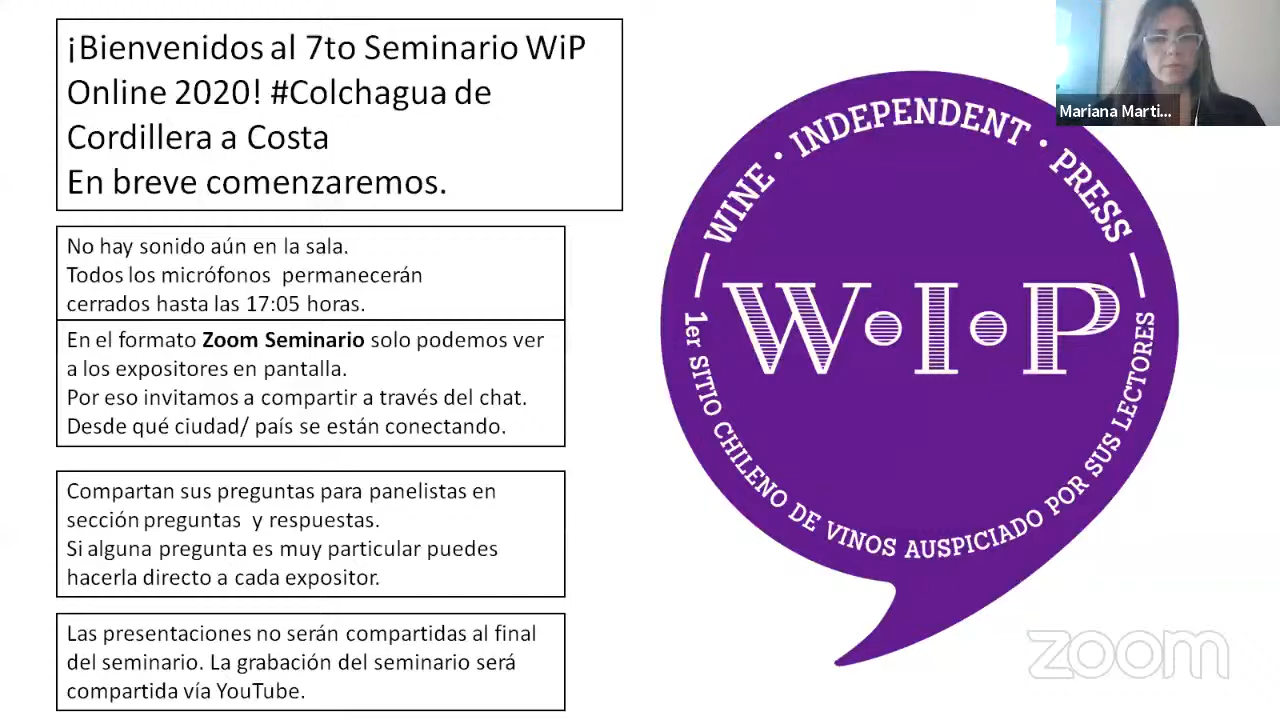 ¡Bienvenidos al 7to Seminario WiP
Online 2020! #Colchagua de
Cordillera a Costa
En breve comenzaremos.
No hay sonido aún en la sala.
Todos los micrófonos permanecerán
cerrados hasta las 17:05 horas.
En el formato Zoom Seminario solo podemos ver
a los expositores en pantalla.
Por eso invitamos a compartir a través del chat.
Desde qué ciudad/ país se están conectando.
Compartan sus preguntas para panelistas en
sección preguntas y respuestas.
Si alguna pregunta es muy particular puedes
hacerla directo a cada expositor.
Las presentaciones no serán compartidas al final
del seminario. La grabación del seminario será
compartida vía YouTube.
WINE • INDEPENDENT • PRESS
W•I•P
1er SITIO CHILENO DE VINOS AUSPICIADO POR SUS LECTORES
Mariana Marti...
zoom